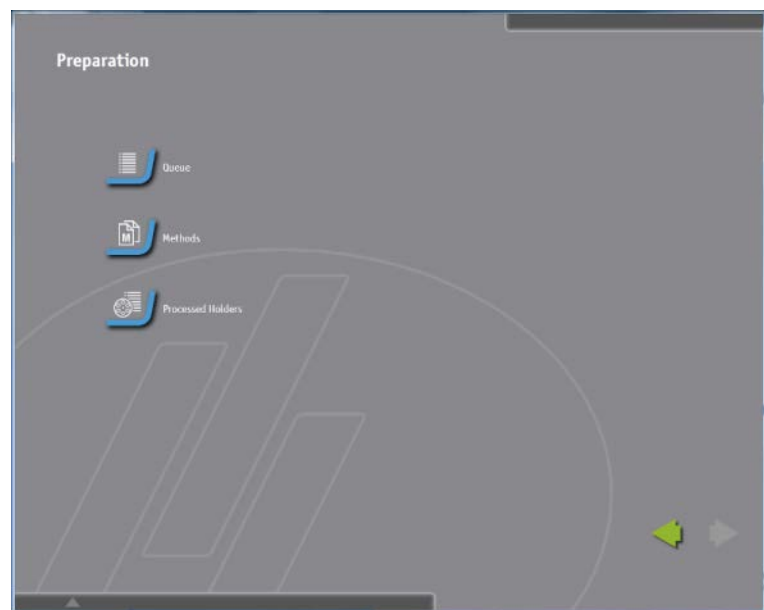 Preparation
Queue
M
Methods
Processed Holders